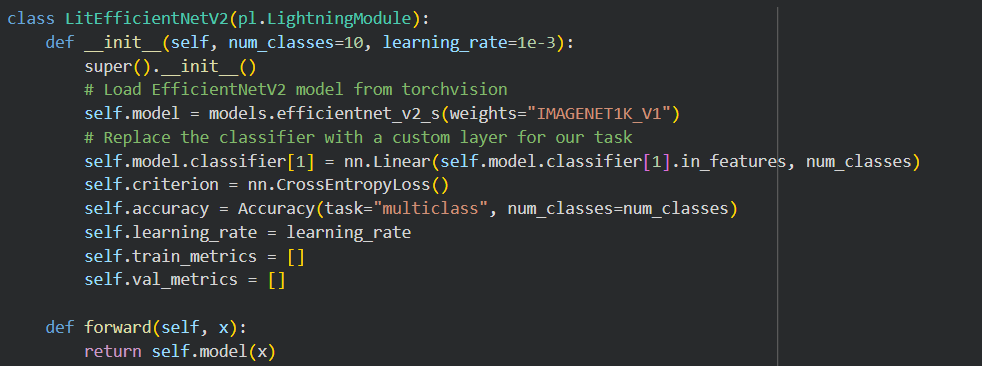 class LitEfficientNetV2(pl.LightningModule):
    def __init__(self, num_classes=10, learning_rate=1e-3):
        super().__init__()
        # Load EfficientNetV2 model from torchvision
        self.model = models.efficientnet_v2_s(weights="IMAGENET1K_V1")
        # Replace the classifier with a custom layer for our task
        self.model.classifier[1] = nn.Linear(self.model.classifier[1].in_features, num_classes)
        self.criterion = nn.CrossEntropyLoss()
        self.accuracy = Accuracy(task="multiclass", num_classes=num_classes)
        self.learning_rate = learning_rate
        self.train_metrics = []
        self.val_metrics = []

    def forward(self, x):
        return self.model(x)